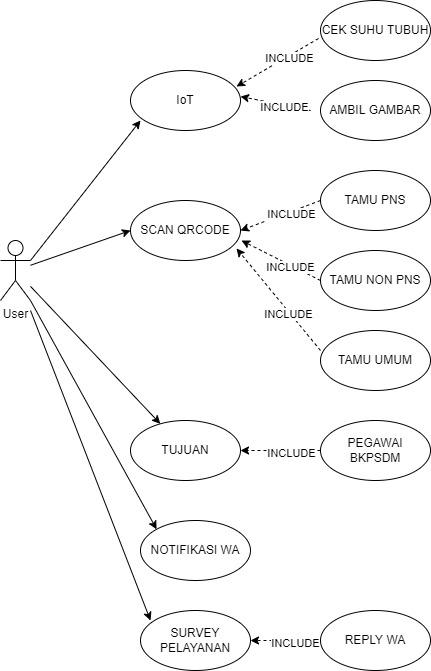 CEK SUHU TUBUH
INCLUDE
IoT
INCLUDE.
AMBIL GAMBAR
TAMU PNS
INCLUDE
SCAN QRCODE
INCLUDE
TAMU NON PNS
User
INCLUDE
TAMU UMUM
TUJUAN
INCLUDE
PEGAWAI
BKPSDM
NOTIFIKASI WA
SURVEY
PELAYANAN
INCLUDE
REPLY WA